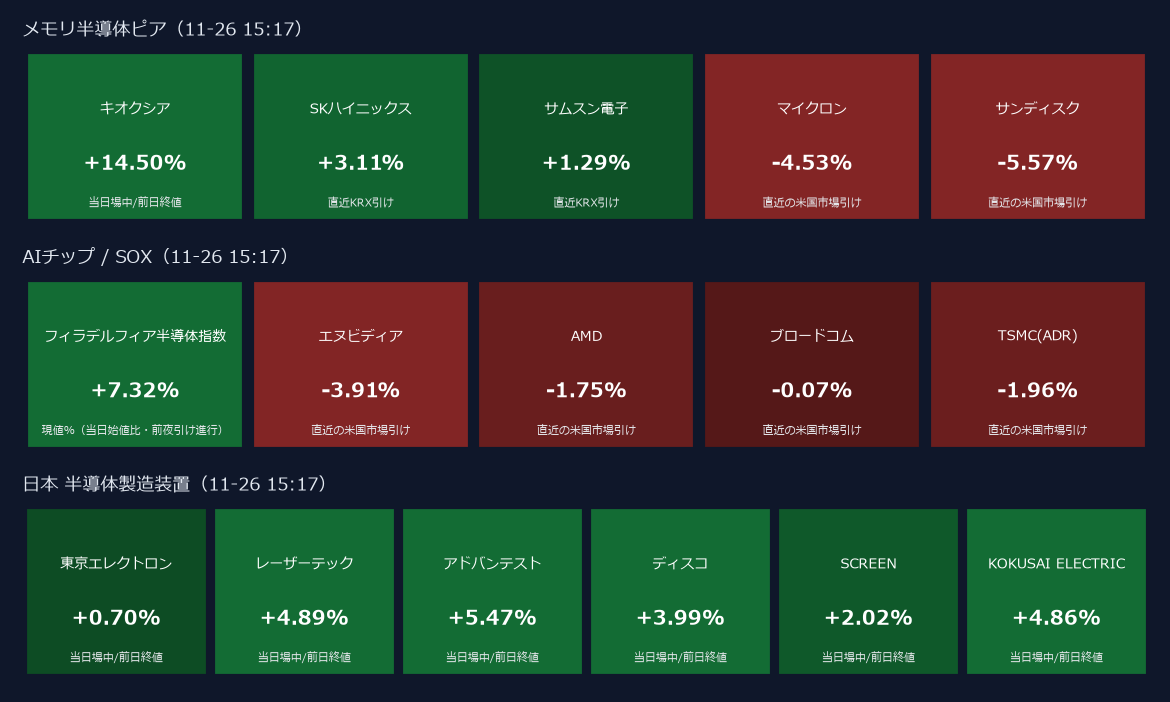 メモリ半導体ピア（11-26 15:17）
キオクシア
+14.50%
当日場中/前日終値
SKハイニックス
+3.11%
直近KRX引け
サムスン電子
+1.29%
直近KRX引け
マイクロン
-4.53%
直近の米国市場引け
サンディスク
-5.57%
直近の米国市場引け
AIチップ / SOX（11-26 15:17）
フィラデルフィア半導体指数
+7.32%
現値%（当日始値比・前夜引け進行）
エヌビディア
-3.91%
直近の米国市場引け
AMD
-1.75%
直近の米国市場引け
ブロードコム
-0.07%
直近の米国市場引け
TSMC(ADR)
-1.96%
直近の米国市場引け
日本 半導体製造装置（11-26 15:17）
東京エレクトロン
+0.70%
当日場中/前日終値
レーザーテック
+4.89%
当日場中/前日終値
アドバンテスト
+5.47%
当日場中/前日終値
ディスコ
+3.99%
当日場中/前日終値
SCREEN
+2.02%
当日場中/前日終値
KOKUSAI ELECTRIC
+4.86%
当日場中/前日終値